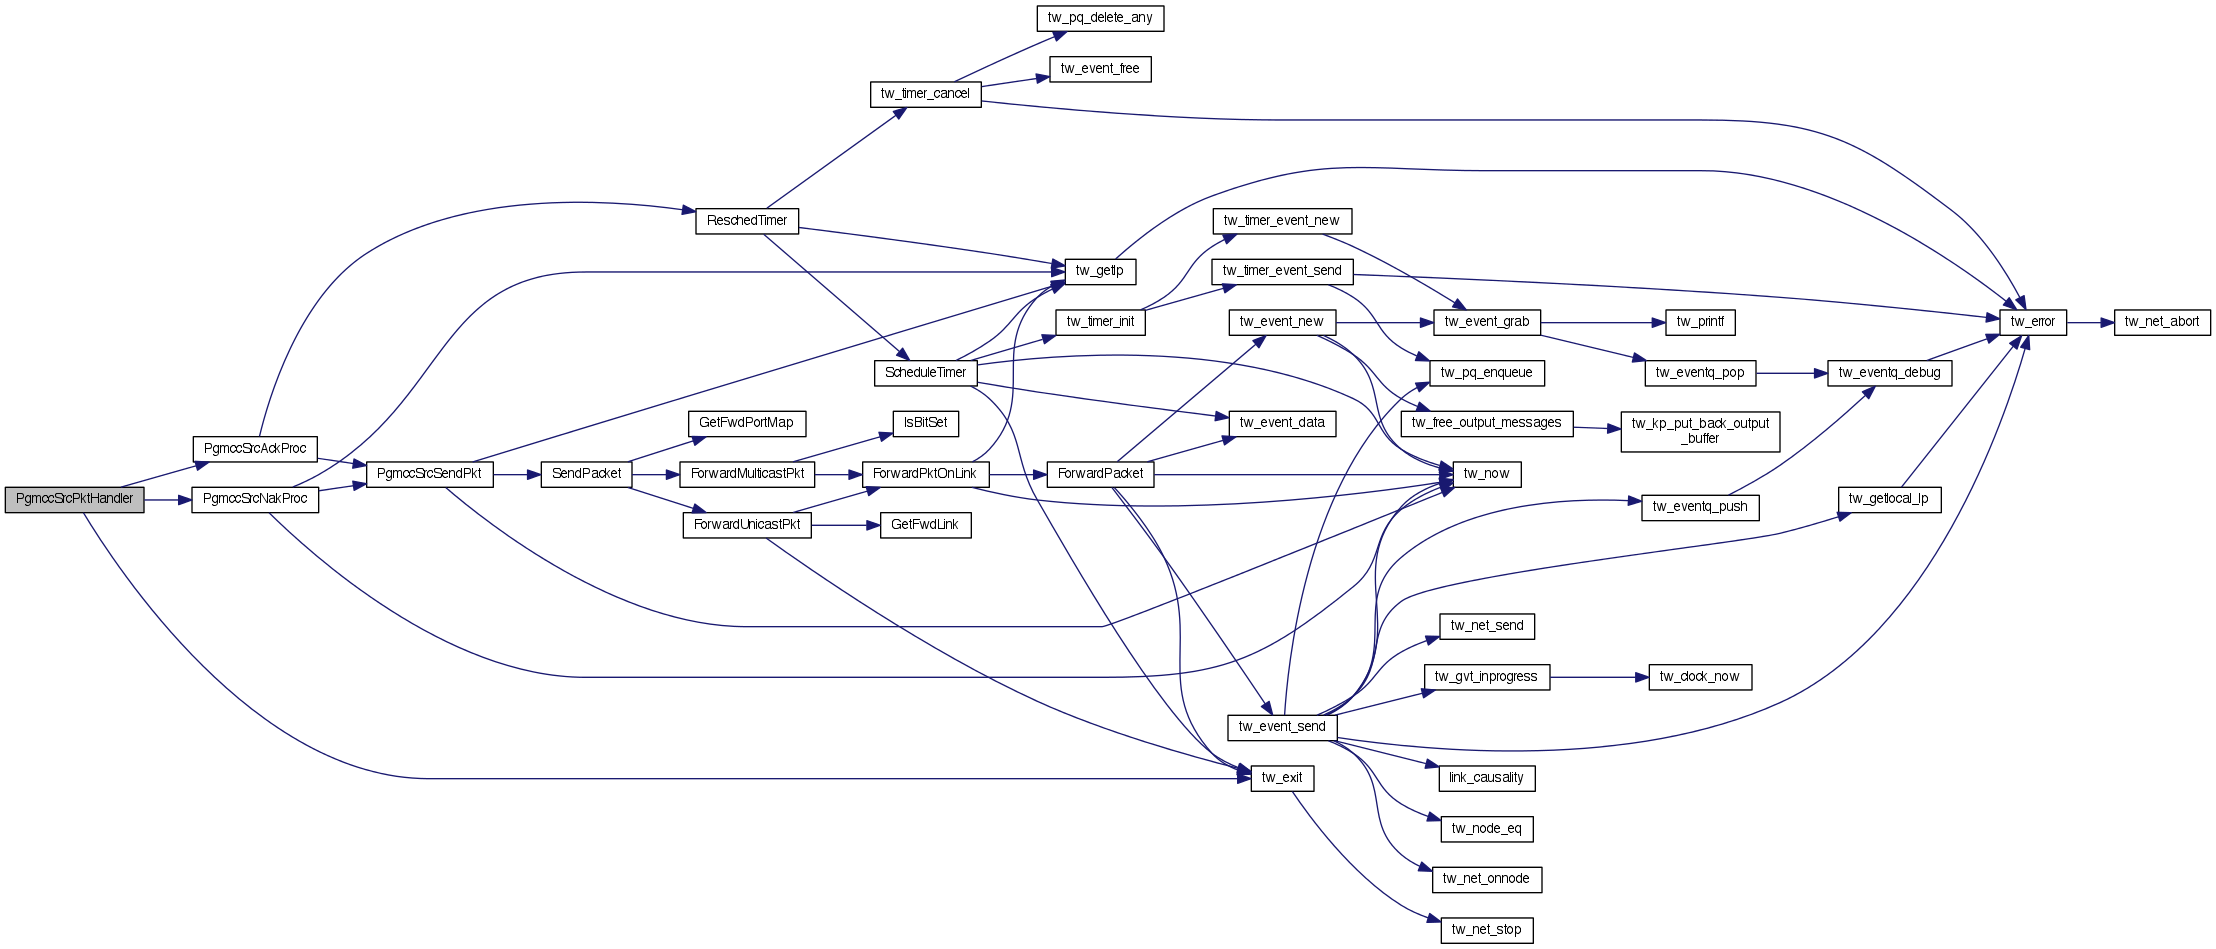 tw_pq_delete_any
tw_event_free
tw_timer_cancel
ReschedTimer
tw_timer_event_new
tw_getlp
tw_timer_event_send
tw_timer_init
tw_event_new
tw_event_grab
tw_printf
tw_error
tw_net_abort
ScheduleTimer
tw_pq_enqueue
tw_eventq_pop
tw_eventq_debug
GetFwdPortMap
IsBitSet
tw_event_data
tw_free_output_messages
tw_kp_put_back_output
_buffer
PgmccSrcAckProc
PgmccSrcSendPkt
SendPacket
ForwardMulticastPkt
ForwardPktOnLink
ForwardPacket
tw_now
PgmccSrcPktHandler
PgmccSrcNakProc
tw_eventq_push
tw_getlocal_lp
ForwardUnicastPkt
GetFwdLink
tw_net_send
tw_gvt_inprogress
tw_clock_now
tw_event_send
tw_exit
link_causality
tw_node_eq
tw_net_onnode
tw_net_stop